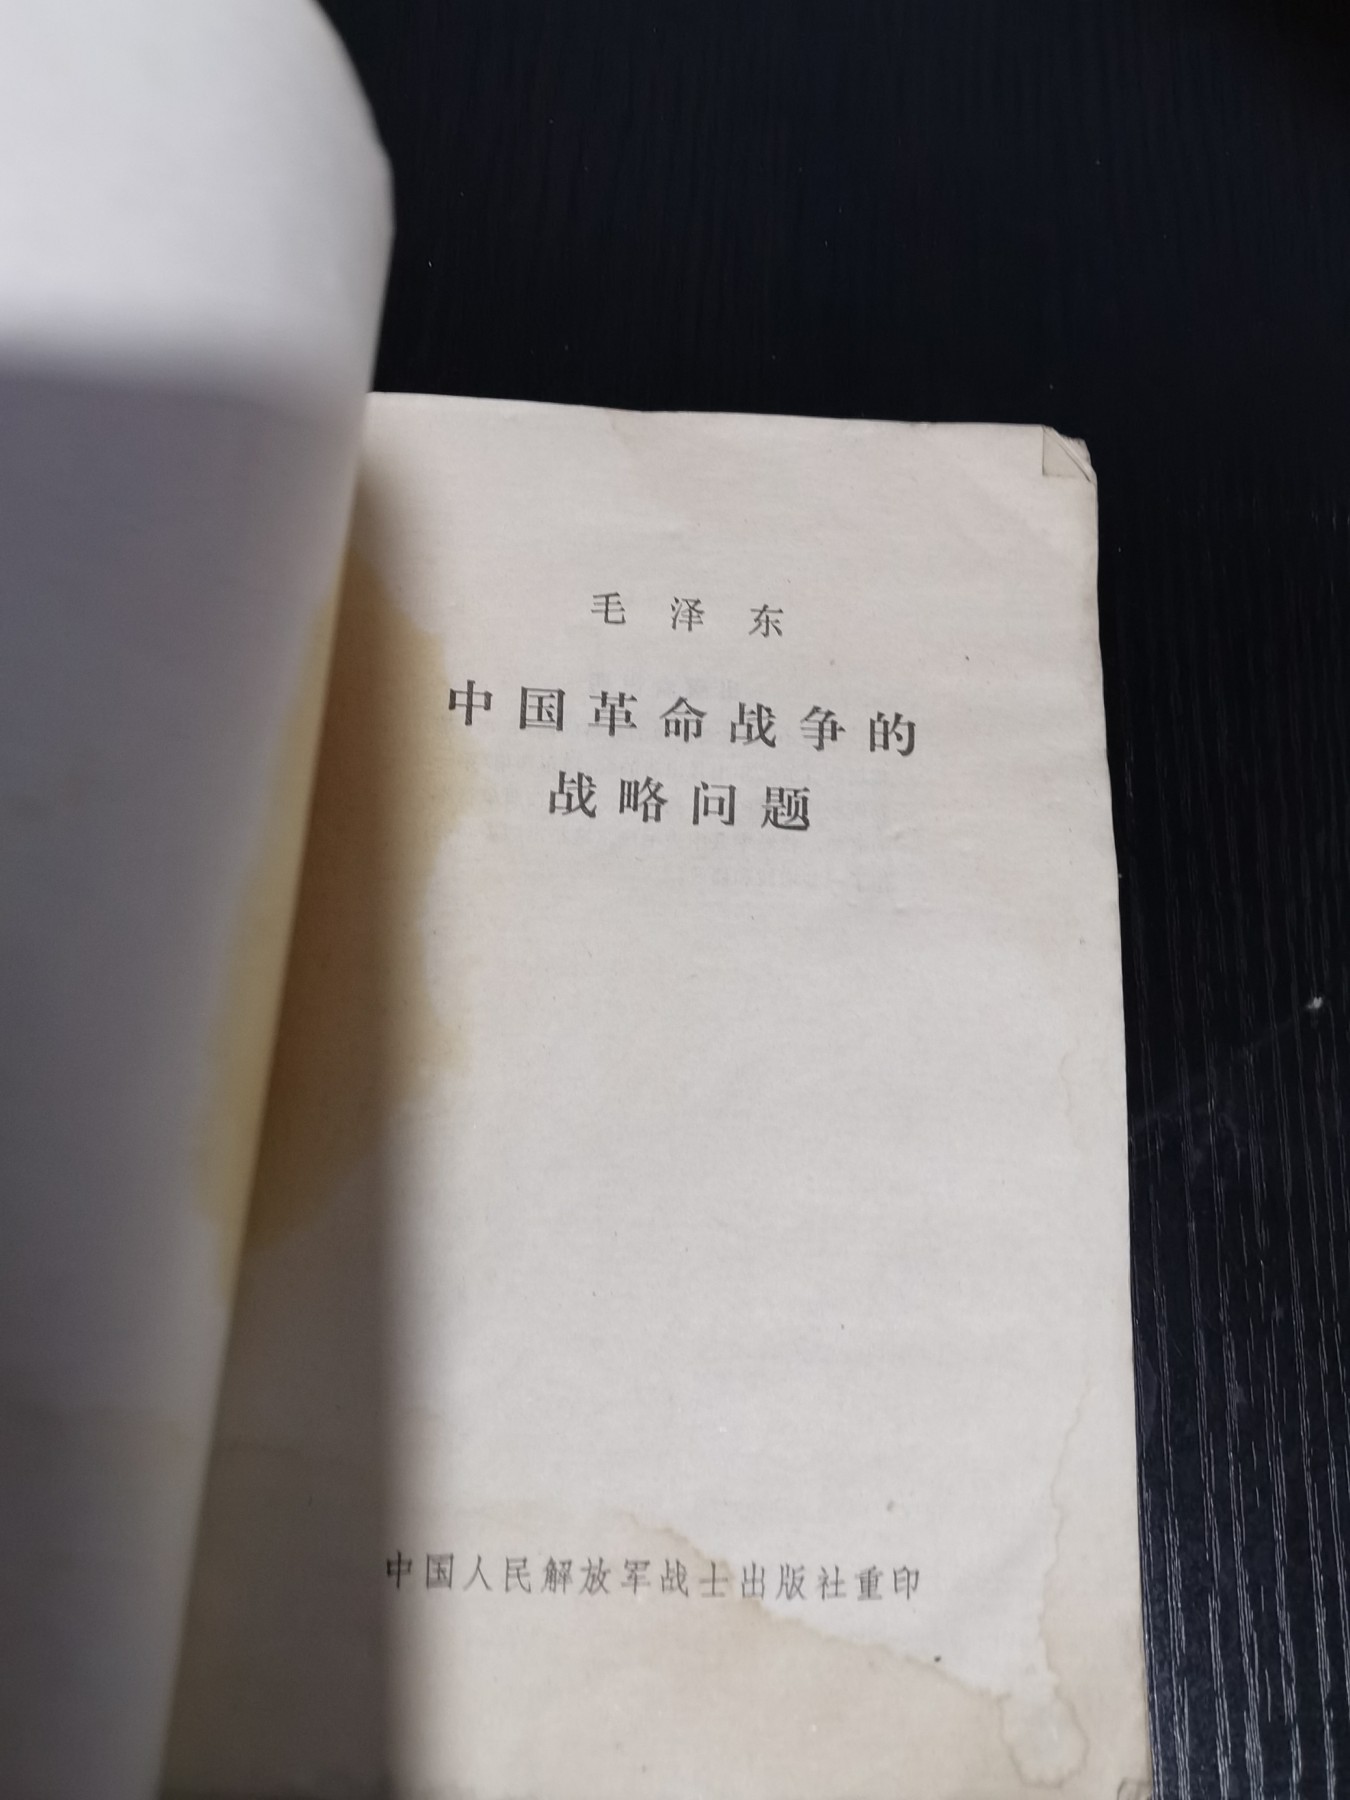 毛泽东
中国革命战争的
战略问题
中国人民解放军战士出版社重印